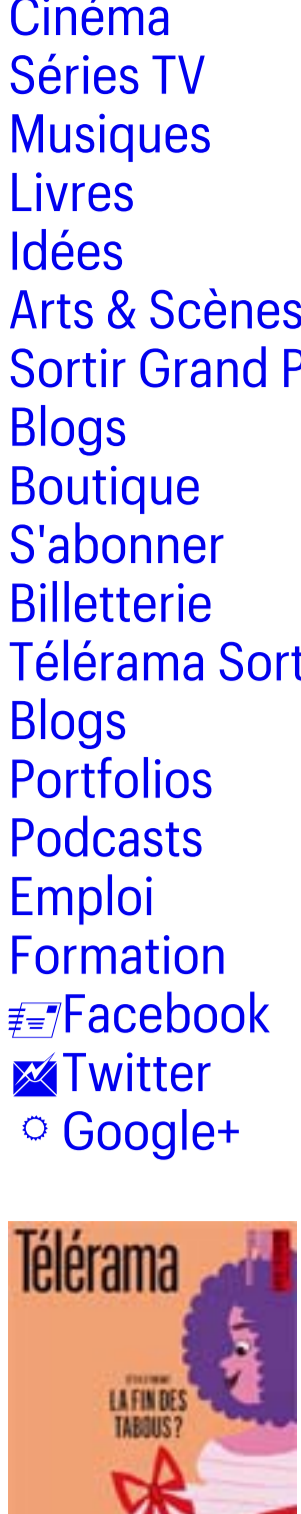 Cinéma
Séries TV
Musiques
Livres
Idées
Arts & Scènes
Sortir Grand P
Blogs
Boutique
S'abonner
Billetterie
Télérama Sort
Blogs
Portfolios
Podcasts
Emploi
Formation
Facebook
Twitter
Google+
Télérama
LA FIN DES
TABOUS ?